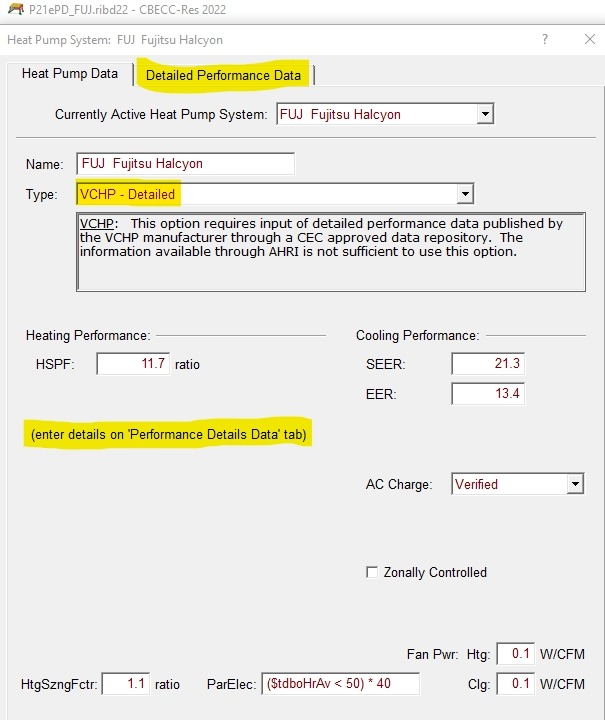 P21ePD_FUJ.ribd22 - CBECC-Res 2022
Heat Pump System: FUJ Fujitsu Halcyon ?
Heat Pump Data Detailed Performance Data
Currently Active Heat Pump System: FUJ Fujitsu Halcyon
Name: FUJ Fujitsu Halcyon
Type: VCHP - Detailed
VCHP: This option requires input of detailed performance data published by
the VCHP manufacturer through a CEC approved data repository. The
information available through AHRI is not sufficient to use this option.
Heating Performance: Cooling Performance:
HSPF: 11.7 ratio SEER: 21.3
EER: 13.4
(enter details on 'Performance Details Data' tab)
AC Charge: Verified
Zonally Controlled
Fan Pwr: Htg: 0.1 W/CFM
HtgSzngFctr: 1.1 ratio ParElec: ($tdboHrAv < 50) * 40 Clg: 0.1 W/CFM